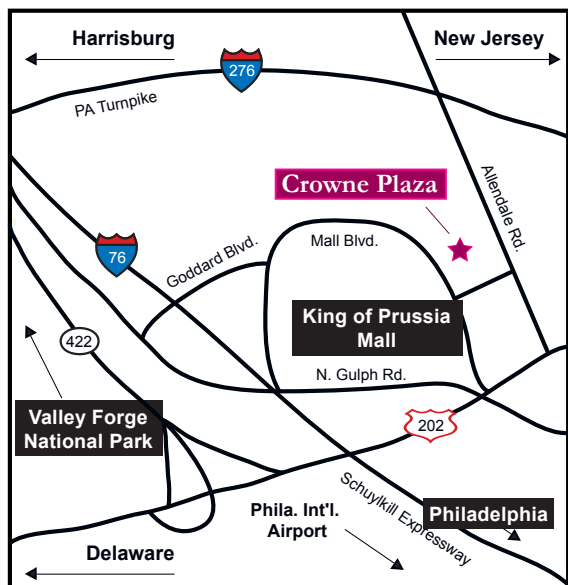 Harrisburg
New Jersey
276
PA Turnpike
Crowne Plaza
Allendale Rd.
Mall Blvd.
Goddard Blvd.
76
King of Prussia
Mall
422
N. Gulph Rd.
Valley Forge
National Park
202
Schuylkill Expressway
Phila. Int'l.
Airport
Philadelphia
Delaware